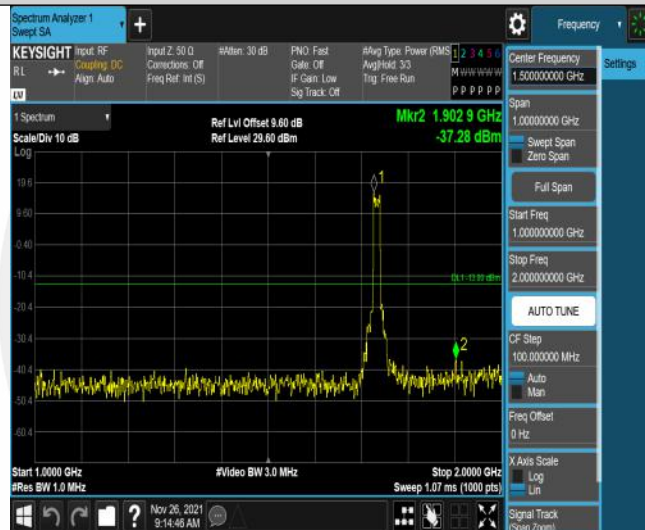 Spectrum Analyzer 1
Swept SA
Frequency
KEYSIGHT
RL
Input: RF
Coupling: DC
Align: Auto
Input Z: 50 Ω
Corrections: Off
Freq Ref: Int (S)
#Atten: 30 dB
PNO: Fast
Gate: Off
IF Gain: Low
Sig Track: Off
#Avg Type: Power (RMS
Avg|Hold: 3/3
Trig: Free Run
1 2 3 4 5 6
M W W W W W
P P P P P P
LXI
1 Spectrum
Scale/Div 10 dB
Log
Ref Lvl Offset 9.60 dB
Ref Level 29.60 dBm
Mkr2 1.902 9 GHz
-37.28 dBm
19.6
9.60
-0.40
-10.4
-20.4
-30.4
-40.4
-50.4
-60.4
1
DL1 -13.00 dBm
2
Start 1.0000 GHz
#Res BW 1.0 MHz
#Video BW 3.0 MHz
Stop 2.0000 GHz
Sweep 1.07 ms (1000 pts)
Nov 26, 2021
9:14:46 AM
Center Frequency
1.500000000 GHz
Settings
Span
1.00000000 GHz
Swept Span
Zero Span
Full Span
Start Freq
1.000000000 GHz
Stop Freq
2.000000000 GHz
AUTO TUNE
CF Step
100.000000 MHz
Auto
Man
Freq Offset
0 Hz
X Axis Scale
Log
Lin
Signal Track
(Span Zoom)